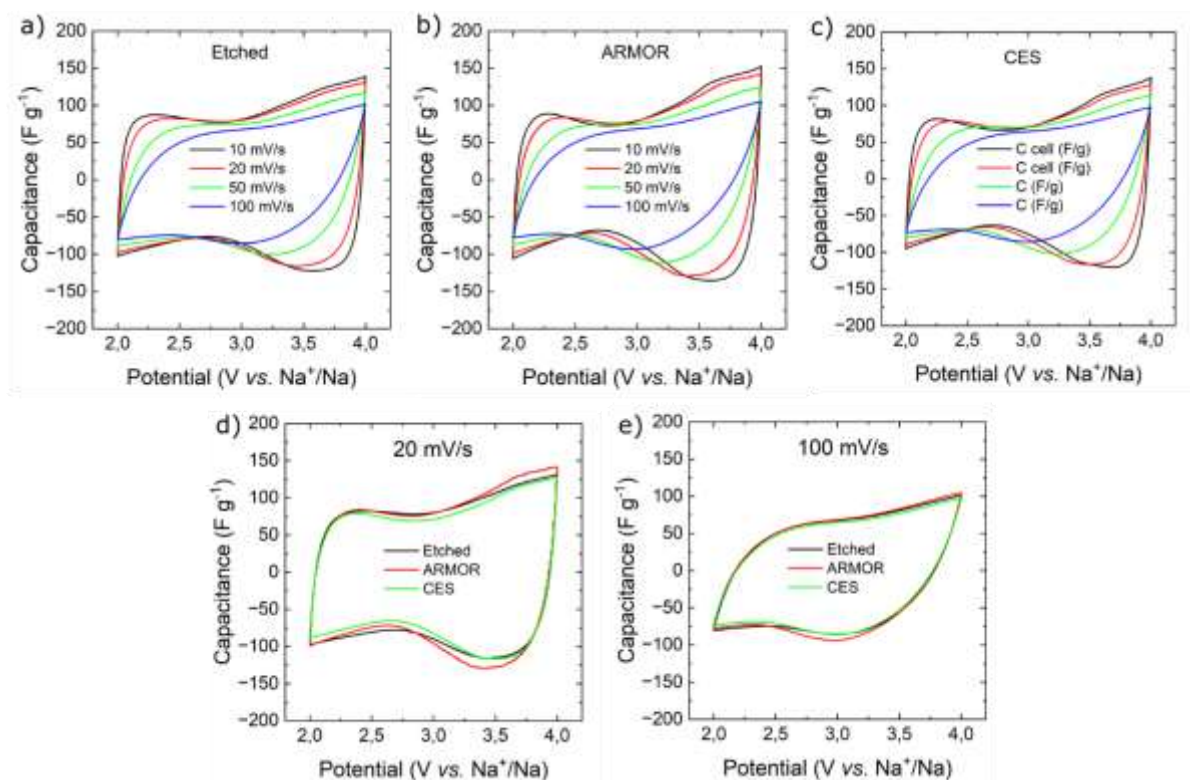 a)
Etched
200
150
100
50
0
−50
−100
−150
−200
Capacitance (F g-1)
10 mV/s
20 mV/s
50 mV/s
100 mV/s
2,0 2,5 3,0 3,5 4,0
Potential (V vs. Na+/Na)
b)
ARMOR
200
150
100
50
0
−50
−100
−150
−200
Capacitance (F g-1)
10 mV/s
20 mV/s
50 mV/s
100 mV/s
2,0 2,5 3,0 3,5 4,0
Potential (V vs. Na+/Na)
c)
CES
200
150
100
50
0
−50
−100
−150
−200
Capacitance (F g-1)
C cell (F/g)
C cell (F/g)
C (F/g)
C (F/g)
2,0 2,5 3,0 3,5 4,0
Potential (V vs. Na+/Na)
d)
20 mV/s
200
150
100
50
0
−50
−100
−150
−200
Capacitance (F g-1)
Etched
ARMOR
CES
2,0 2,5 3,0 3,5 4,0
Potential (V vs. Na+/Na)
e)
100 mV/s
200
150
100
50
0
−50
−100
−150
−200
Capacitance (F g-1)
Etched
ARMOR
CES
2,0 2,5 3,0 3,5 4,0
Potential (V vs. Na+/Na)